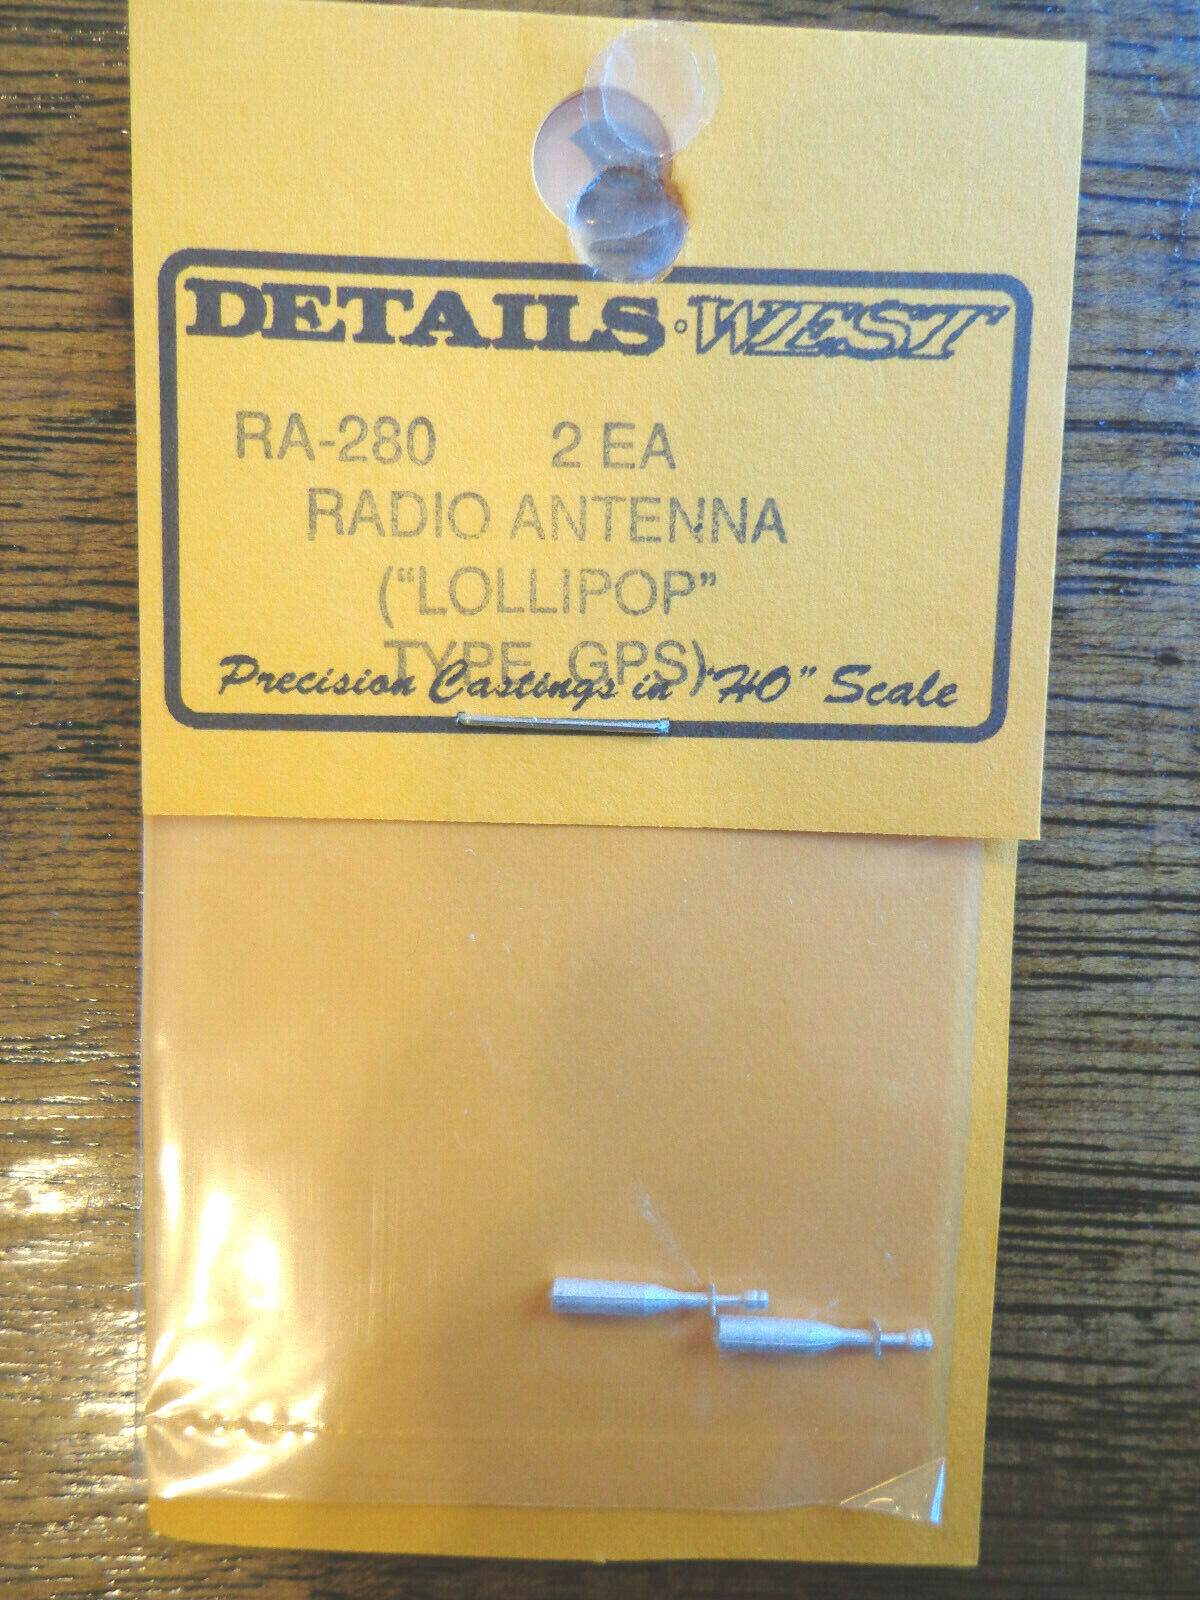 DETAILS WEST
RA-280 2 EA
RADIO ANTENNA
("LOLLIPOP"
TYPE GPS)
Precision Castings in "HO" Scale